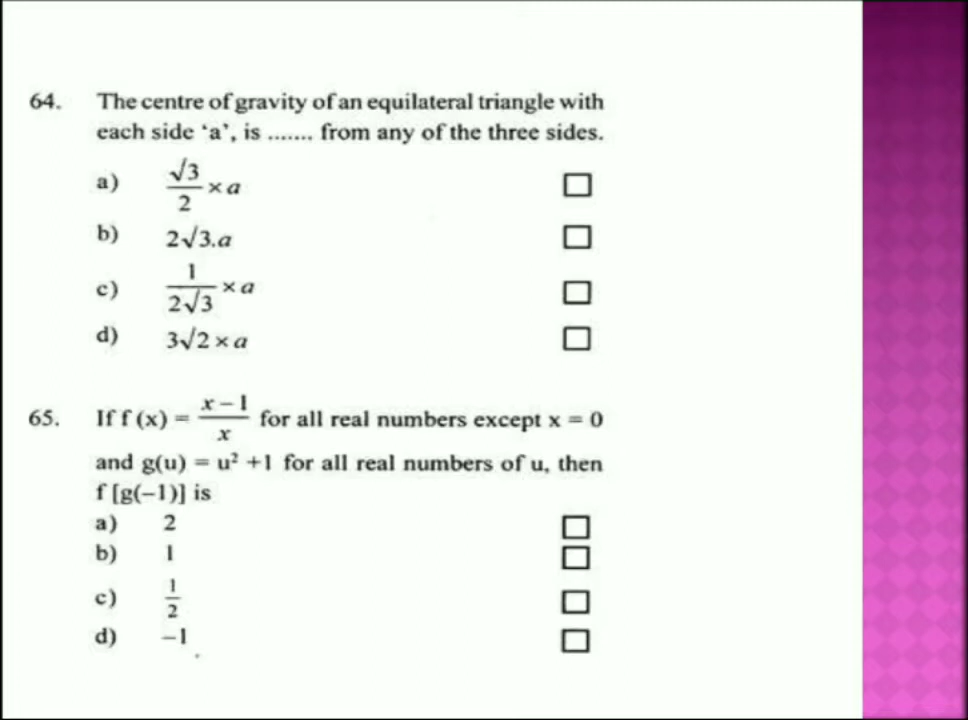 64. The centre of gravity of an equilateral triangle with
each side ‘a’, is ....... from any of the three sides.
a) √3/2 × a
b) 2√3.a
c) 1/2√3 × a
d) 3√2 × a
65. If f (x) = x – 1/x for all real numbers except x = 0
and g(u) = u² +1 for all real numbers of u, then
f [g(–1)] is
a) 2
b) 1
c) 1/2
d) –1